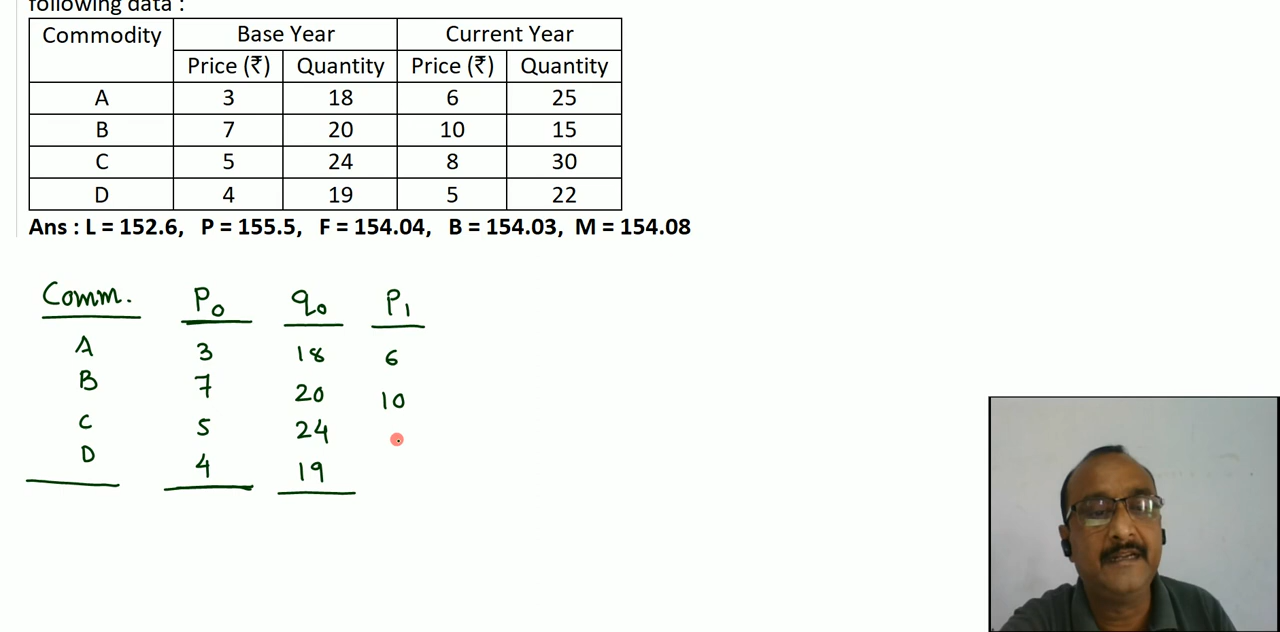 following data :
Commodity Base Year Current Year
Price (₹) Quantity Price (₹) Quantity
A 3 18 6 25
B 7 20 10 15
C 5 24 8 30
D 4 19 5 22
Ans : L = 152.6, P = 155.5, F = 154.04, B = 154.03, M = 154.08
Comm. P₀ q₀ P₁
A 3 18 6
B 7 20 10
C 5 24
D 4 19